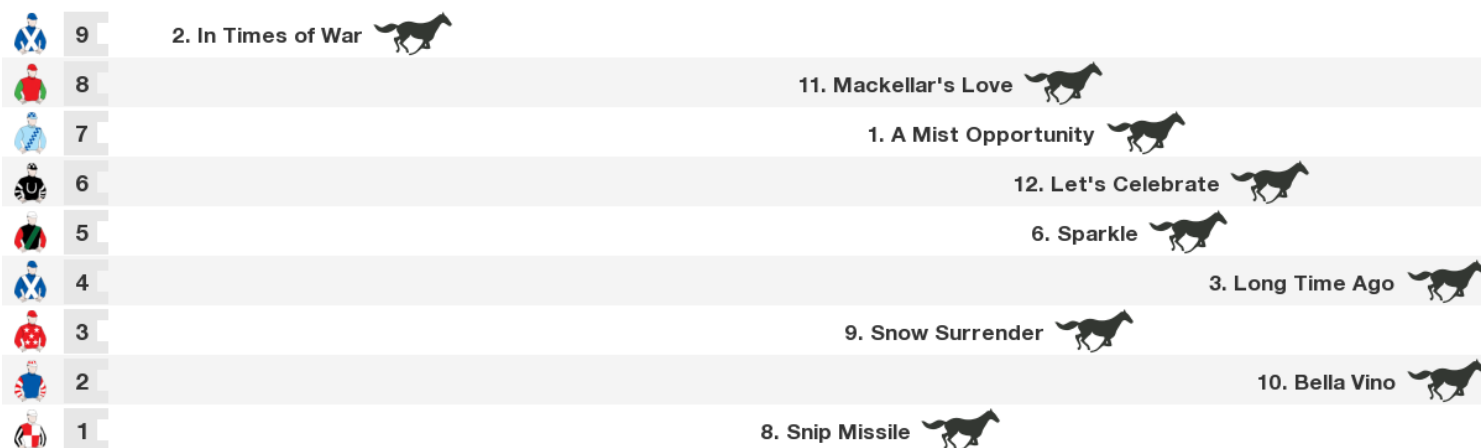 9 2. In Times of War
8 11. Mackellar's Love
7 1. A Mist Opportunity
6 12. Let's Celebrate
5 6. Sparkle
4 3. Long Time Ago
3 9. Snow Surrender
2 10. Bella Vino
1 8. Snip Missile